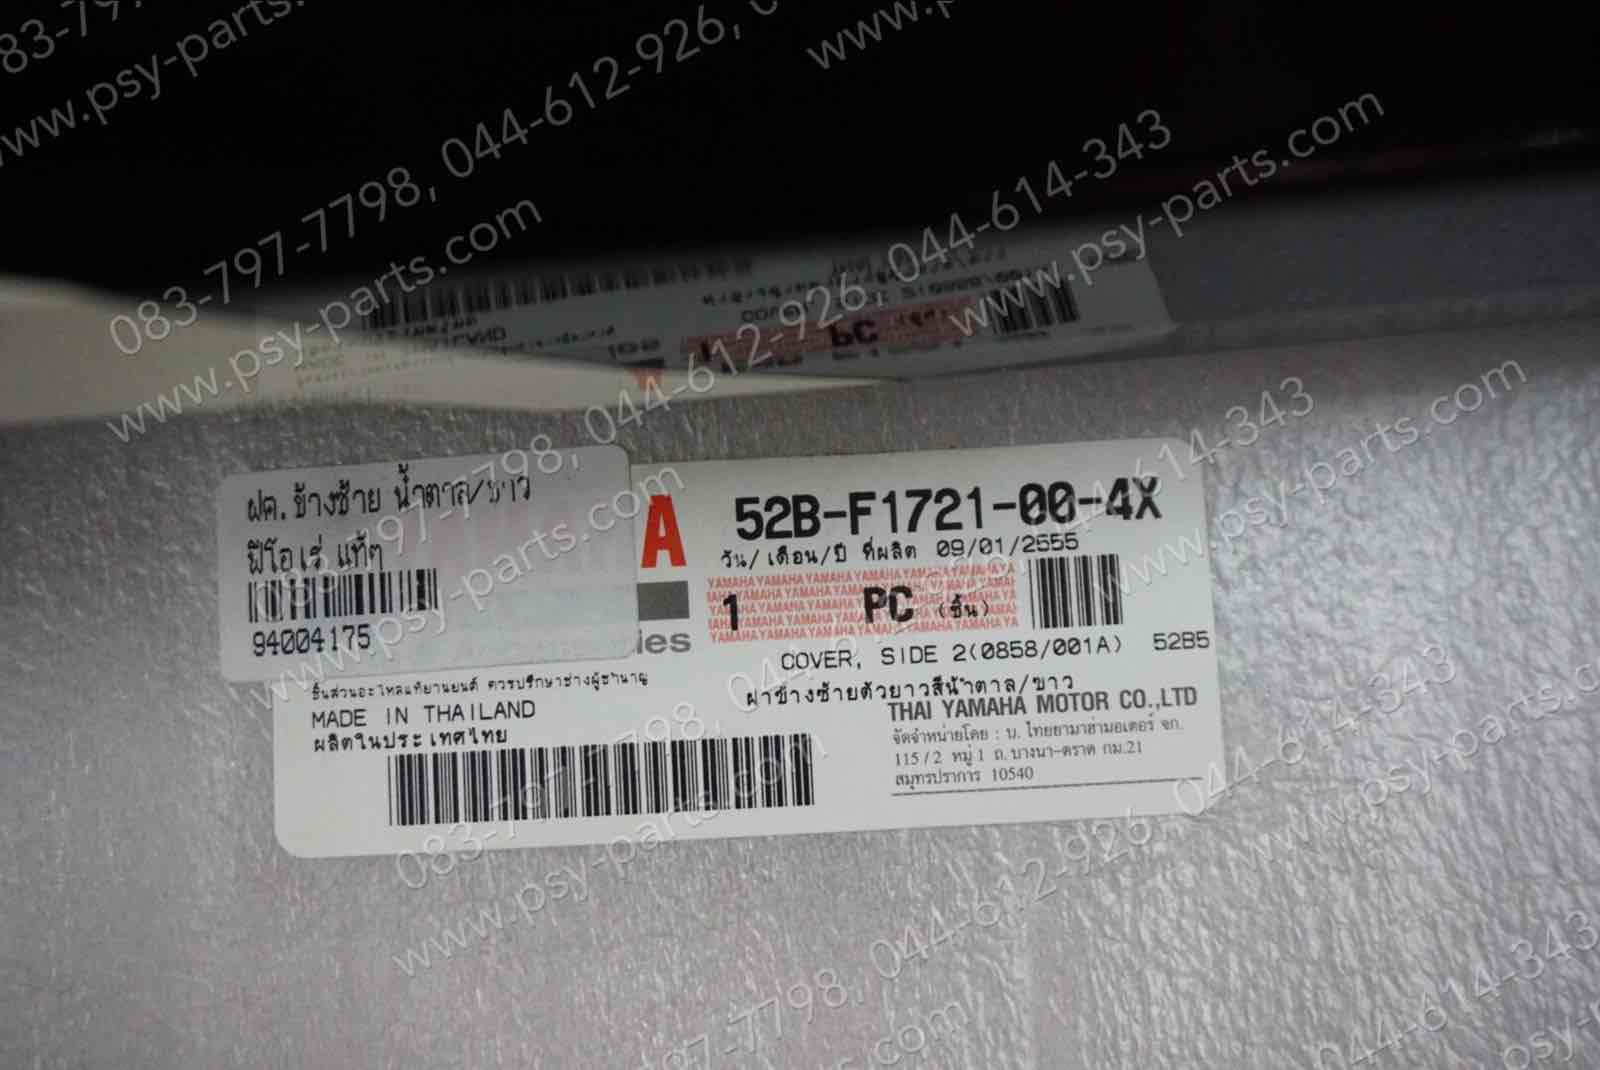 ฝค.ข้างซ้าย น้ำตาล/ขาว
ฟีโอเร่ แท้ๆ
94004175
A
ies
52B-F1721-00-4X
วัน/เดือน/ปี ที่ผลิต 09/01/2555
YAMAHA YAMAHA YAMAHA YAMAHA YAMAHA YAMAHA YA
1 PC (ชิ้น)
COVER, SIDE 2(0858/001A) 52B5
ฝาข้างซ้ายตัวยาวสีน้ำตาล/ขาว
ชิ้นส่วนอะไหล่แท้ยานยนต์ ควรปรึกษาช่างผู้ชำนาญ
MADE IN THAILAND
ผลิตในประเทศไทย
THAI YAMAHA MOTOR CO.,LTD
จัดจำหน่ายโดย : บ. ไทยยามาฮ่ามอเตอร์ จก.
115/2 หมู่ 1 ถ.บางนา-ตราด กม.21
สมุทรปราการ 10540
083-797-7798, 044-612-926, 044-614-343
www.psy-parts.com